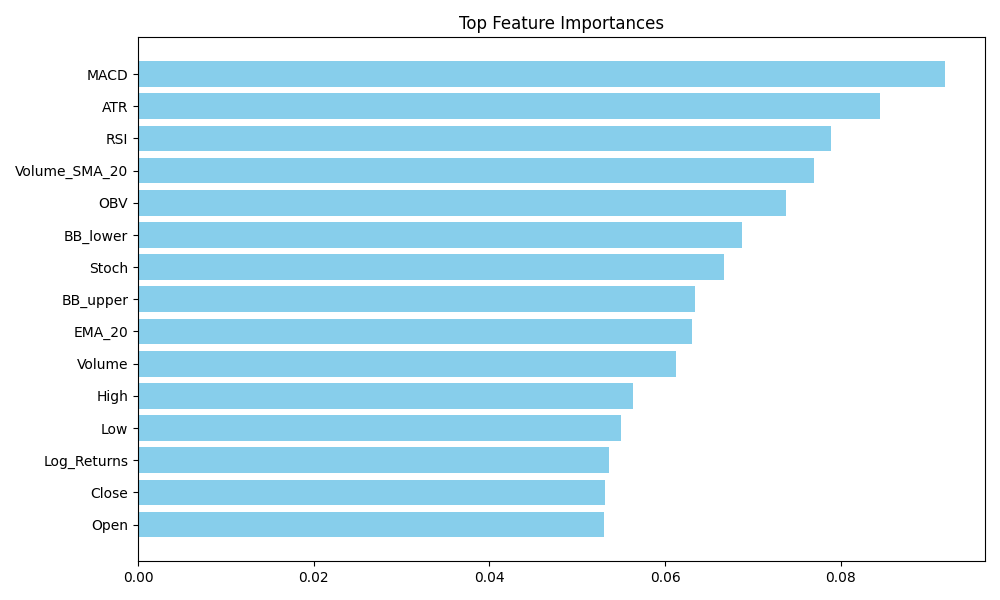 Top Feature Importances
MACD
ATR
RSI
Volume_SMA_20
OBV
BB_lower
Stoch
BB_upper
EMA_20
Volume
High
Low
Log_Returns
Close
Open
0.00 0.02 0.04 0.06 0.08